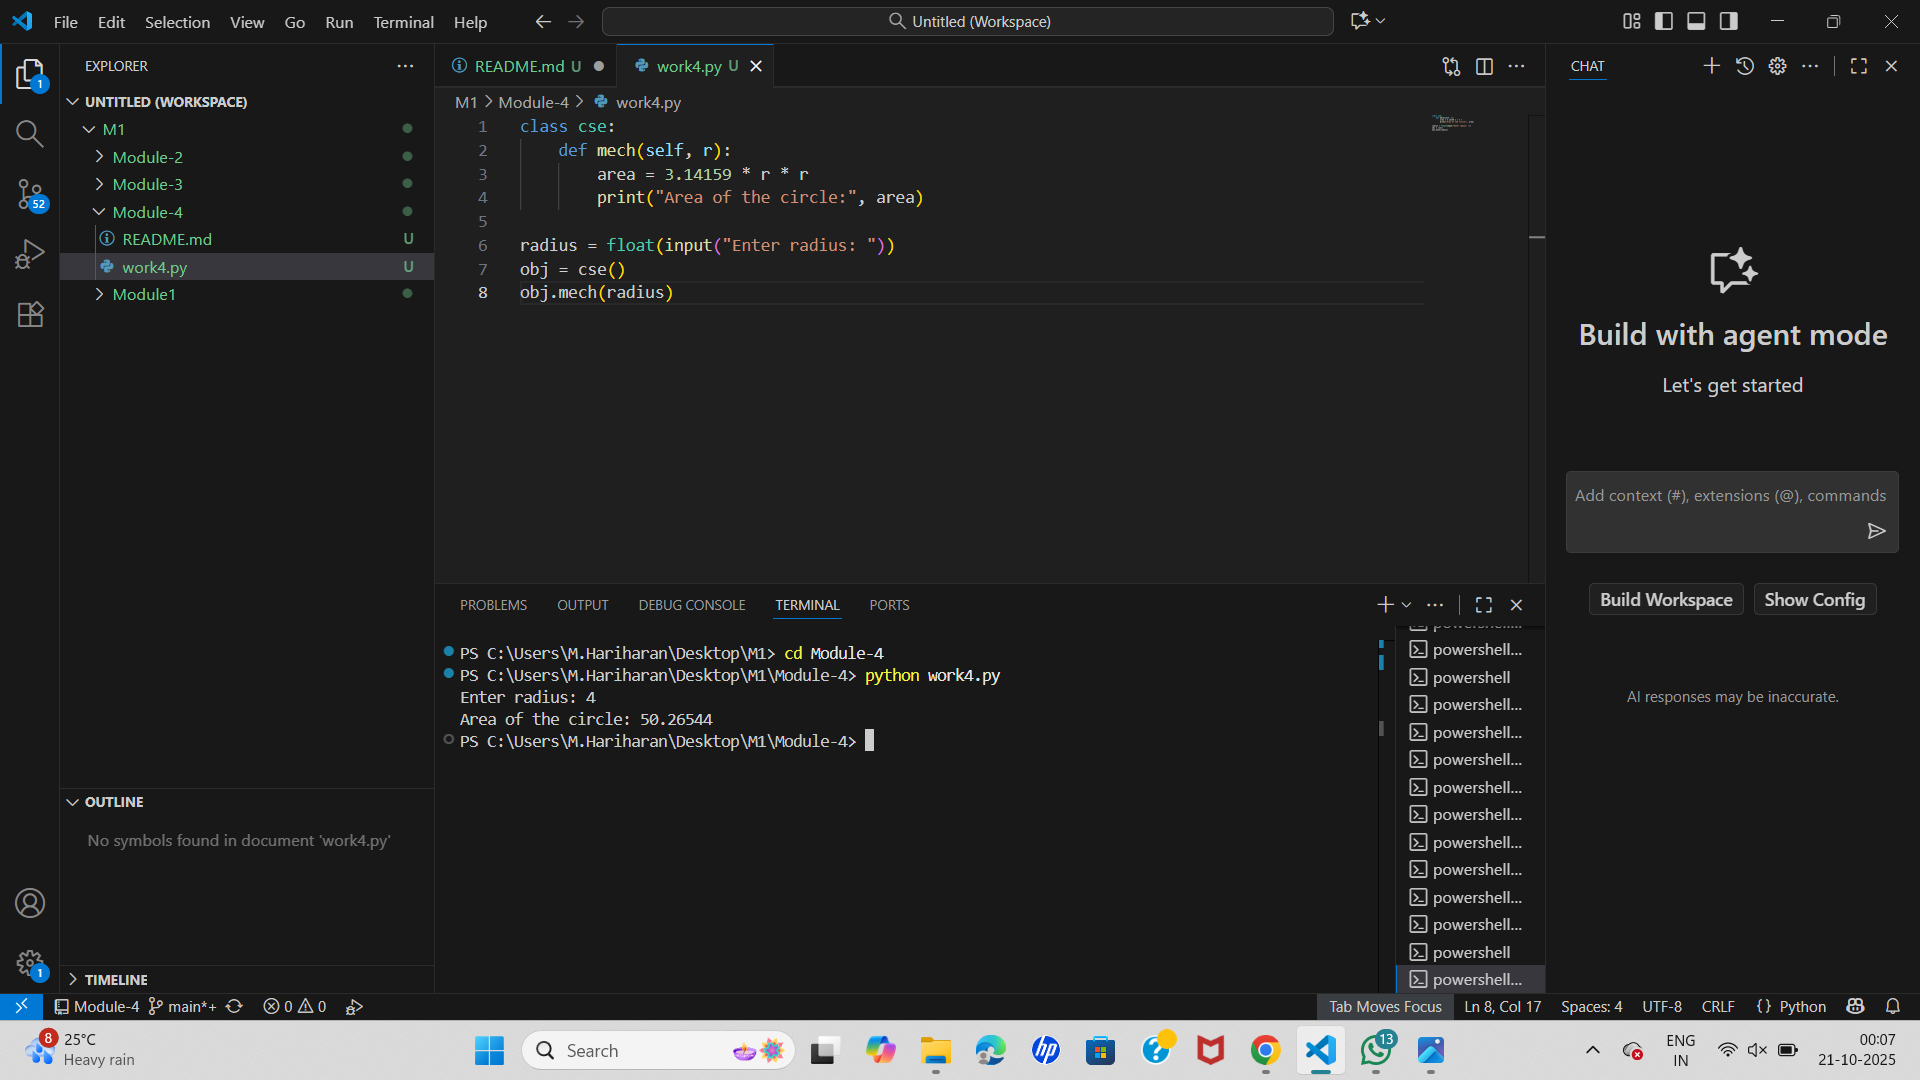 File Edit Selection View Go Run Terminal Help
Untitled (Workspace)
EXPLORER
1
52
1
UNTITLED (WORKSPACE)
M1
Module-2
Module-3
Module-4
README.md U
work4.py U
Module1
OUTLINE
No symbols found in document 'work4.py'
TIMELINE
README.md U
work4.py U
M1 > Module-4 > work4.py
1 class cse:
2 def mech(self, r):
3 area = 3.14159 * r * r
4 print("Area of the circle:", area)
5
6 radius = float(input("Enter radius: "))
7 obj = cse()
8 obj.mech(radius)
PROBLEMS OUTPUT DEBUG CONSOLE TERMINAL PORTS
PS C:\Users\M.Hariharan\Desktop\M1> cd Module-4
PS C:\Users\M.Hariharan\Desktop\M1\Module-4> python work4.py
Enter radius: 4
Area of the circle: 50.26544
PS C:\Users\M.Hariharan\Desktop\M1\Module-4>
powershell...
powershell
powershell...
powershell...
powershell...
powershell...
powershell...
powershell...
powershell...
powershell...
powershell...
powershell
powershell...
CHAT
Build with agent mode
Let's get started
Add context (#), extensions (@), commands
Build Workspace Show Config
AI responses may be inaccurate.
Module-4 main*+ 0 0
Tab Moves Focus Ln 8, Col 17 Spaces: 4 UTF-8 CRLF {} Python
8
25°C
Heavy rain
Search
hp
13
ENG
IN
00:07
21-10-2025